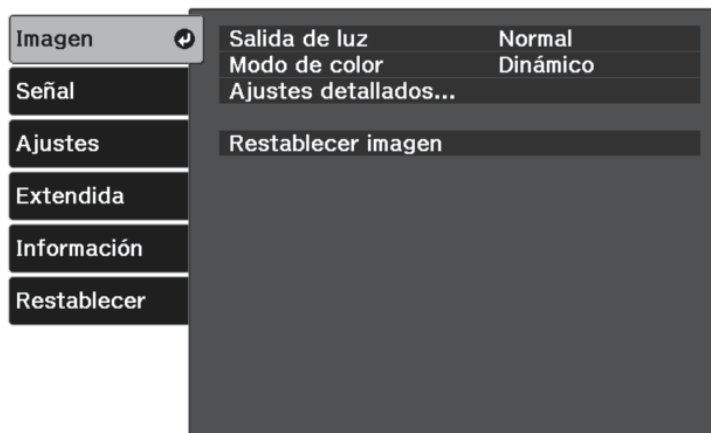 Imagen
Señal
Ajustes
Extendida
Información
Restablecer
Salida de luz Normal
Modo de color Dinámico
Ajustes detallados...
Restablecer imagen